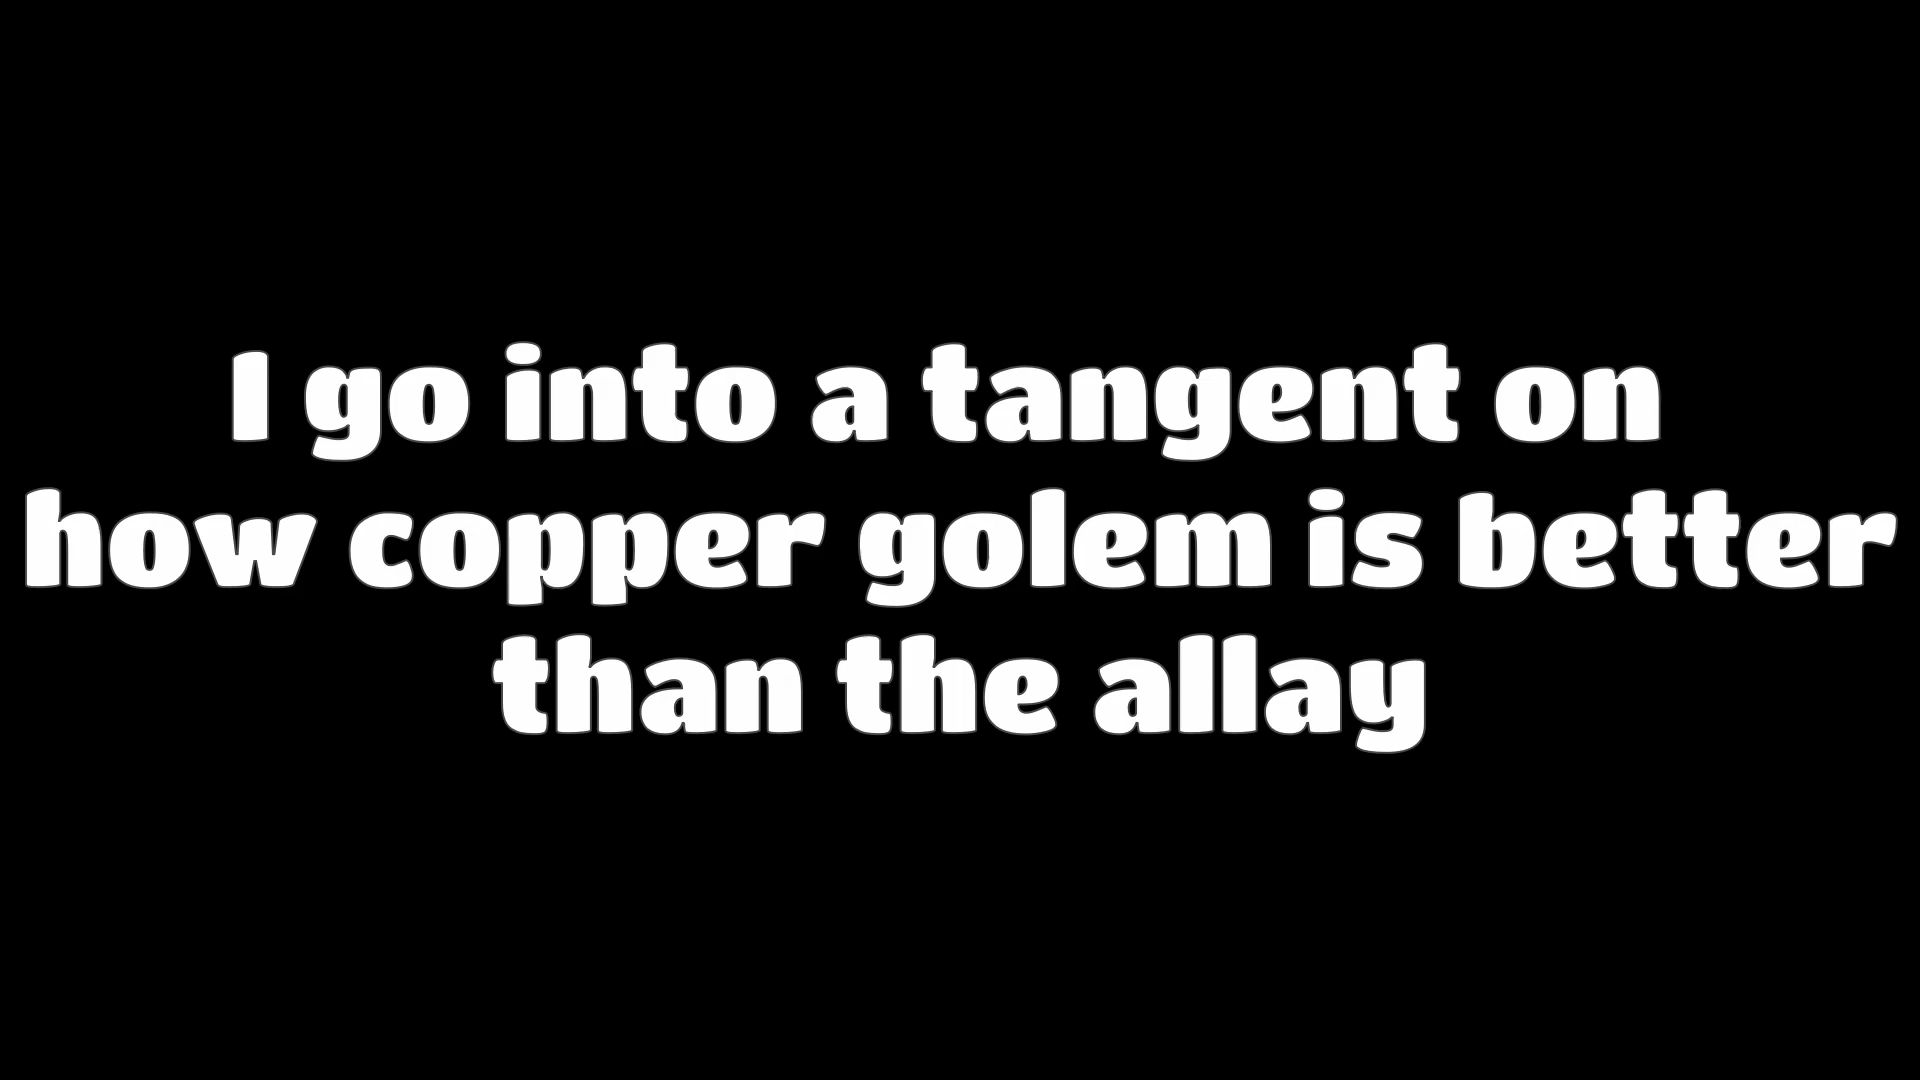 I go into a tangent on
how copper golem is better
than the allay